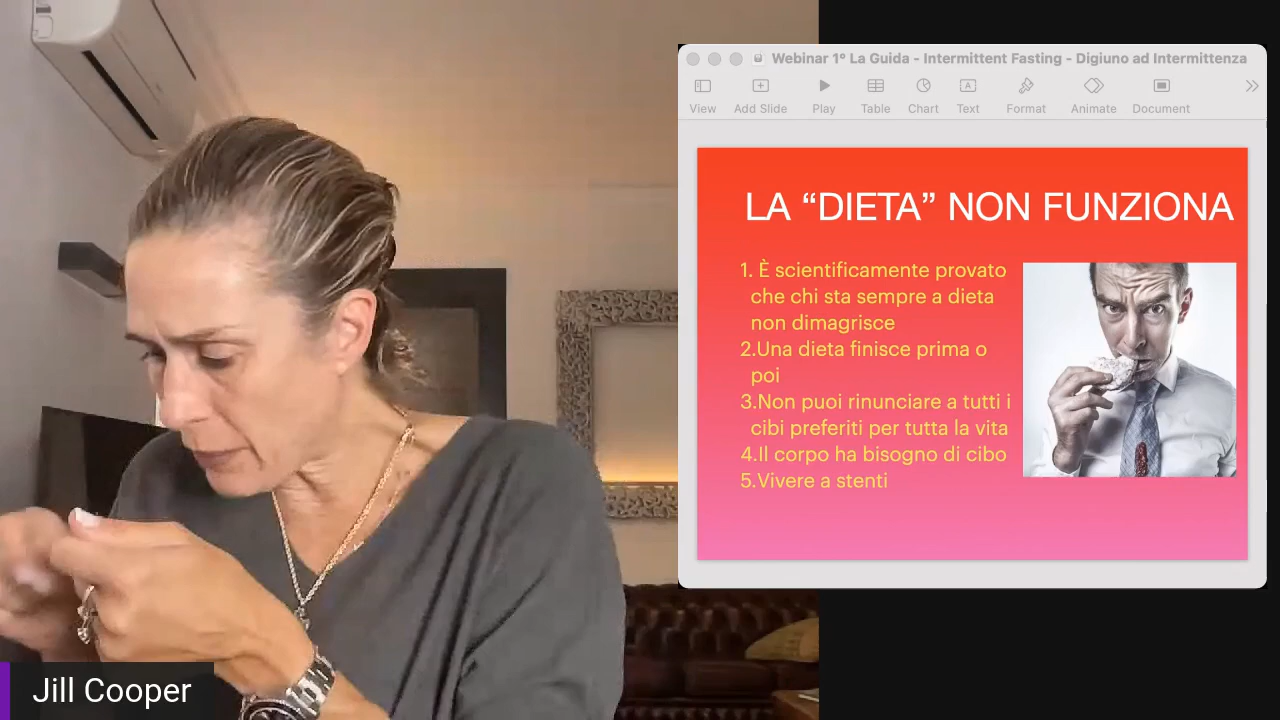 Webinar 1º La Guida - Intermittent Fasting - Digiuno ad Intermittenza
View Add Slide Play Table Chart Text Format Animate Document
LA “DIETA” NON FUNZIONA
1. È scientificamente provato
che chi sta sempre a dieta
non dimagrisce
2.Una dieta finisce prima o
poi
3.Non puoi rinunciare a tutti i
cibi preferiti per tutta la vita
4.Il corpo ha bisogno di cibo
5.Vivere a stenti
Jill Cooper